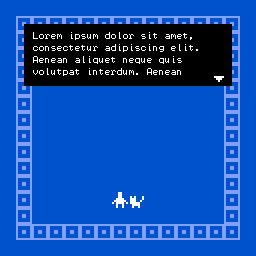 Lorem ipsum dolor sit amet,
consectetur adipiscing elit.
Aenean aliquet neque quis
volutpat interdum. Aenean